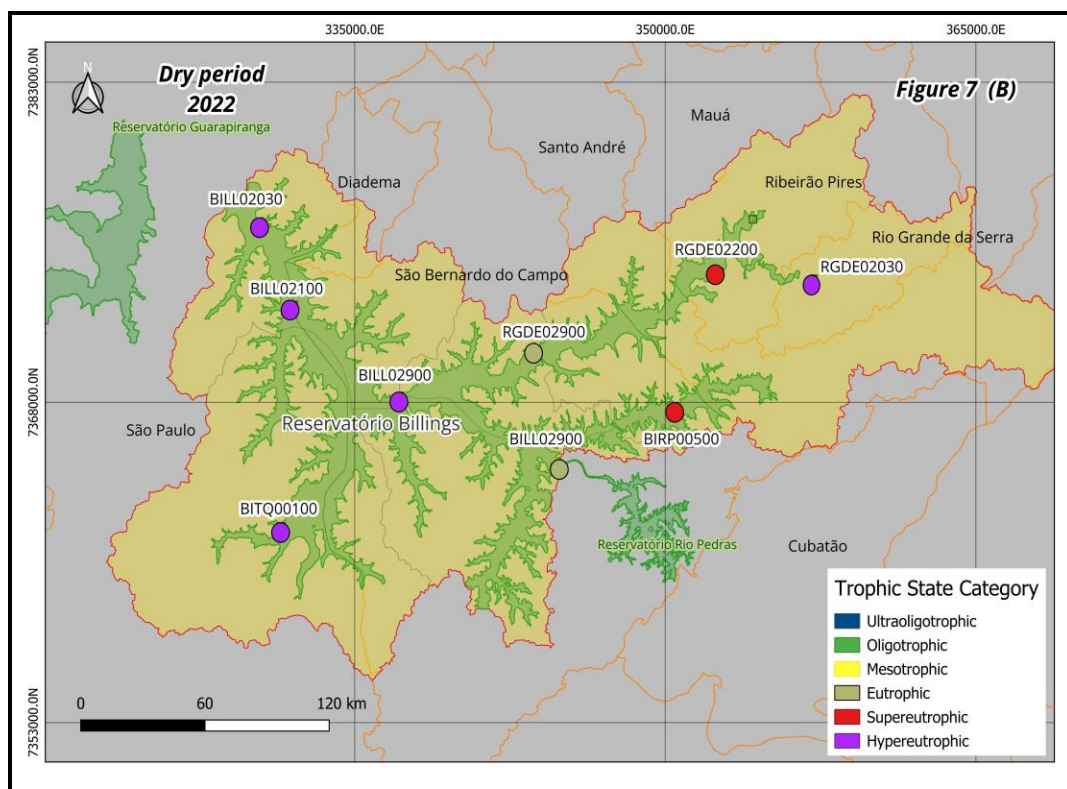 335000.0E
350000.0E
365000.0E
7383000.0N
7368000.0N
7353000.0N
N
Dry period
2022
Figure 7 (B)
Reservatório Guarapiranga
Mauá
Santo André
Diadema
Ribeirão Pires
BILL02030
Rio Grande da Serra
RGDE02200
São Bernardo do Campo
RGDE02030
BILL02100
RGDE02900
BILL02900
Reservatório Billings
São Paulo
BILL02900
BIRP00500
BITQ00100
Reservatório Rio Pedras
Cubatão
Trophic State Category
Ultraoligotrophic
Oligotrophic
Mesotrophic
Eutrophic
Supereutrophic
Hypereutrophic
0
60
120 km